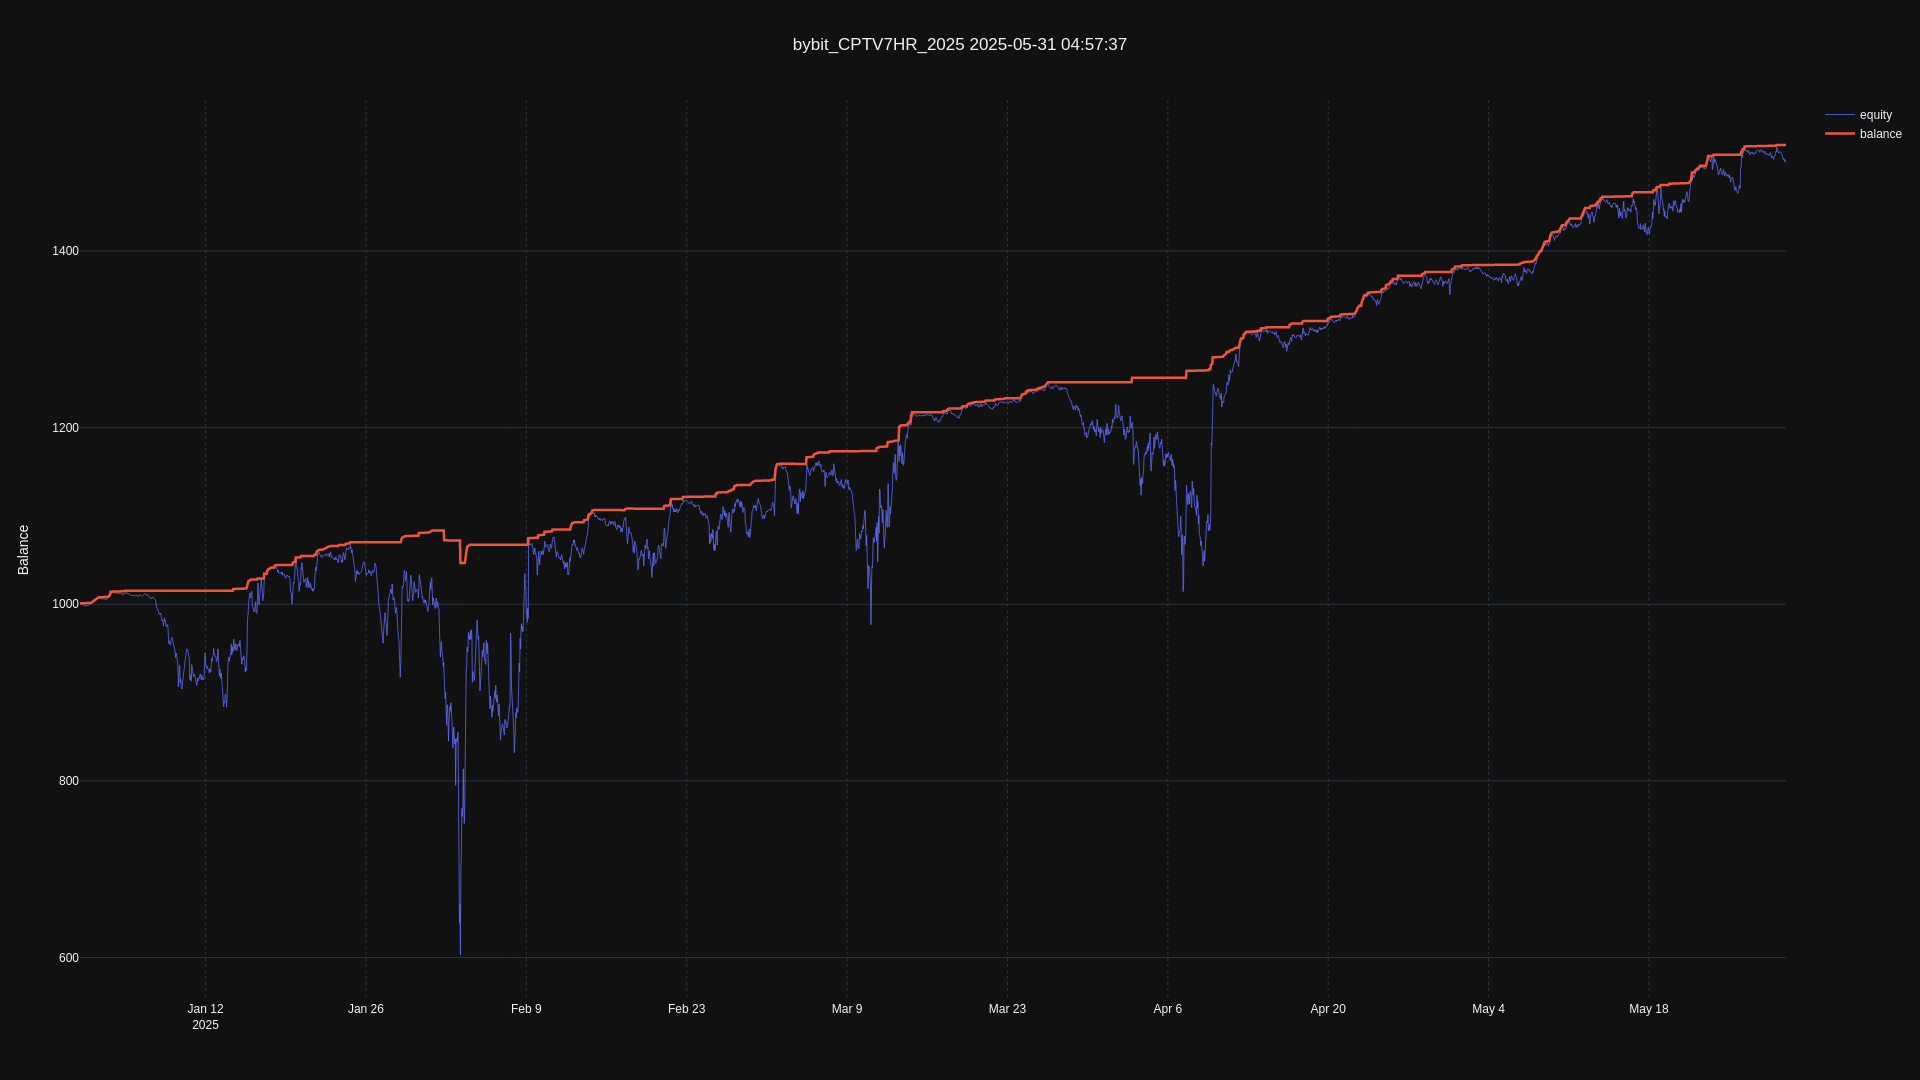 bybit_CPTV7HR_2025 2025-05-31 04:57:37
equity
balance
Balance
1400
1200
1000
800
600
Jan 12
2025
Jan 26
Feb 9
Feb 23
Mar 9
Mar 23
Apr 6
Apr 20
May 4
May 18